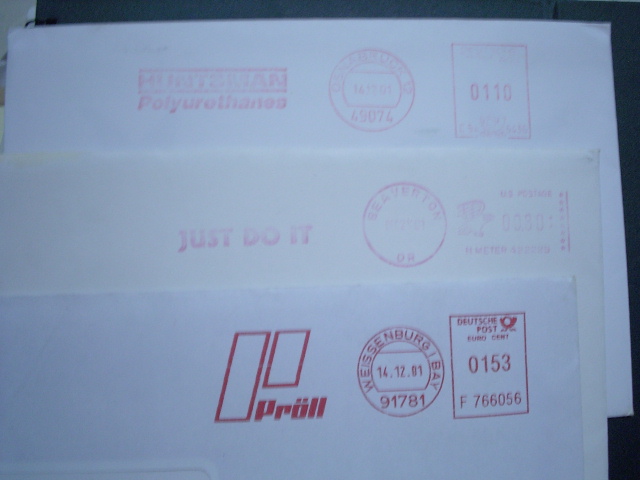 HUNTSMAN
Polyurethanes
OSNABRÜCK
49074
0110
JUST DO IT
BEAVERTON
OR
U.S. POSTAGE
Pröll
WEISSENBURG I BAY
14.12.01
91781
DEUTSCHE
POST
EURO CENT
0153
F 766056